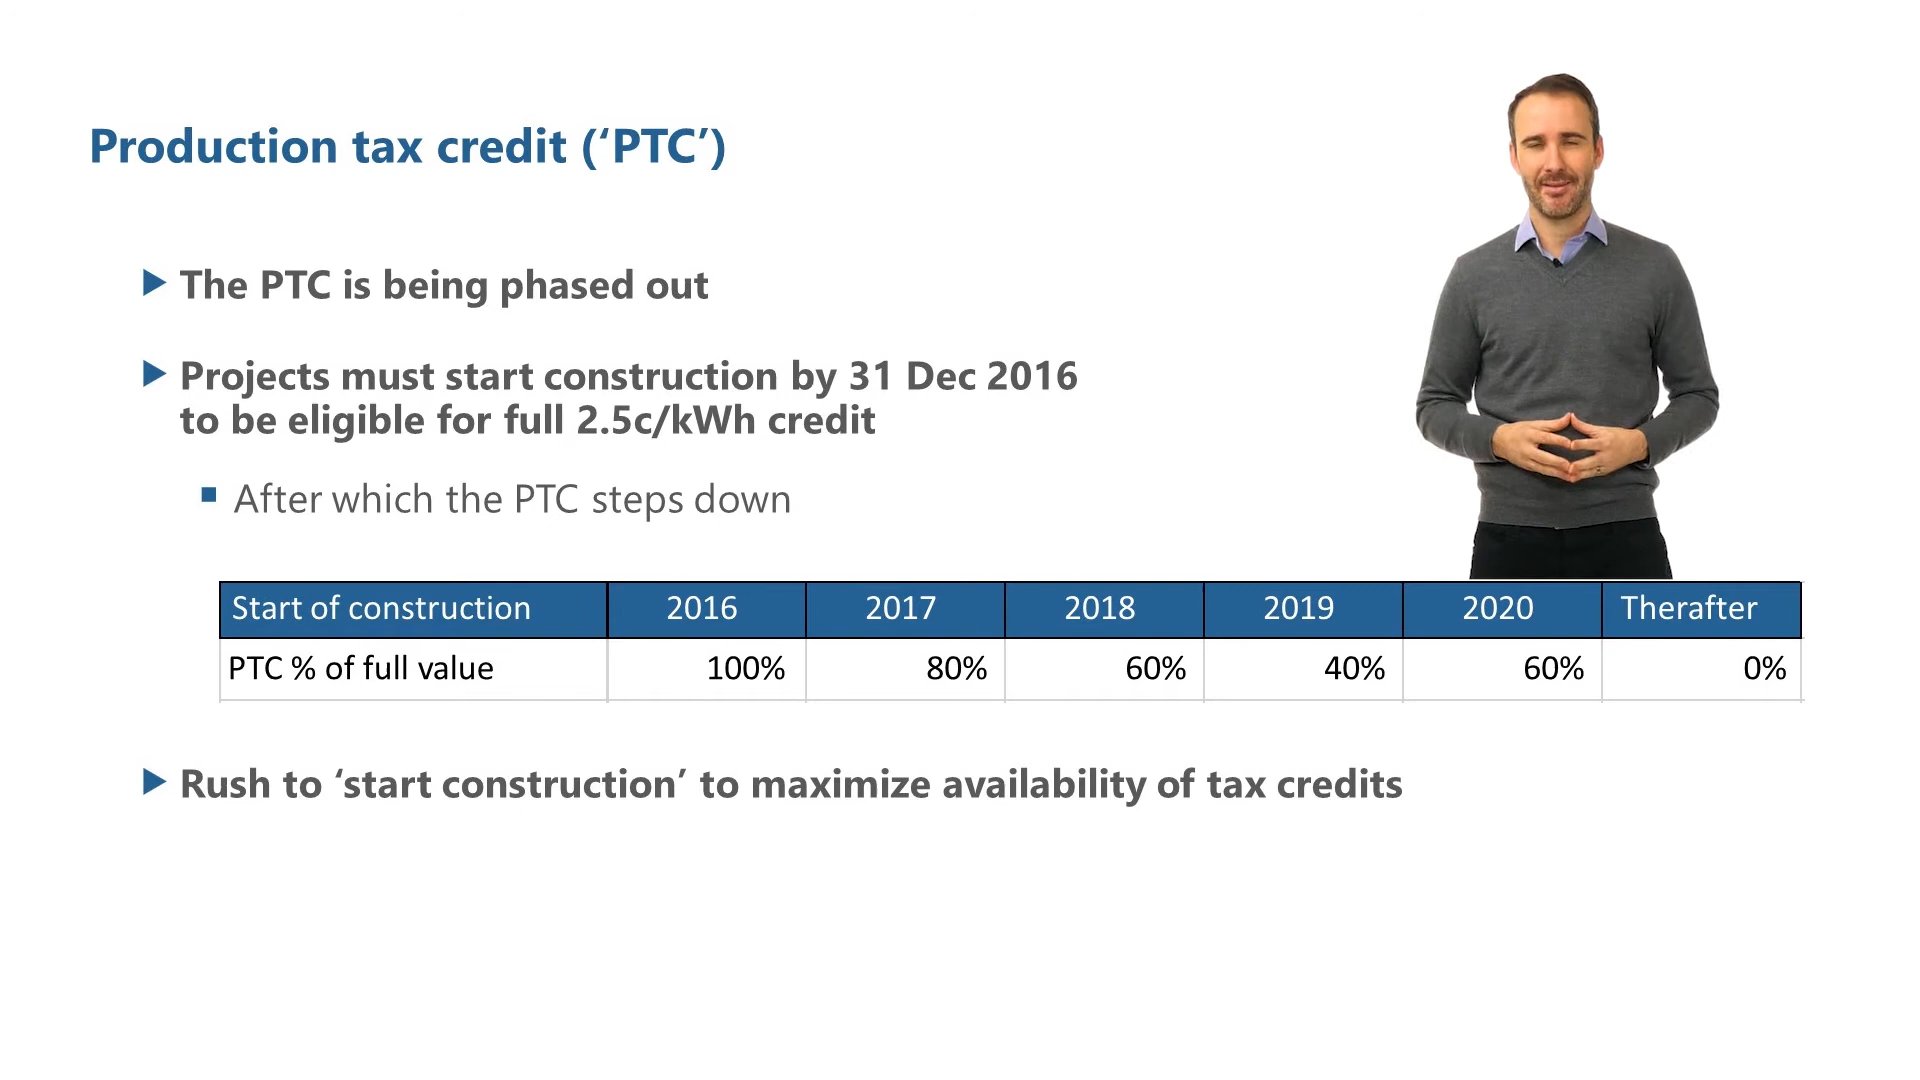 Production tax credit (‘PTC’)
The PTC is being phased out
Projects must start construction by 31 Dec 2016
to be eligible for full 2.5c/kWh credit
After which the PTC steps down
Start of construction 2016 2017 2018 2019 2020 Therafter
PTC % of full value 100% 80% 60% 40% 60% 0%
Rush to ‘start construction’ to maximize availability of tax credits